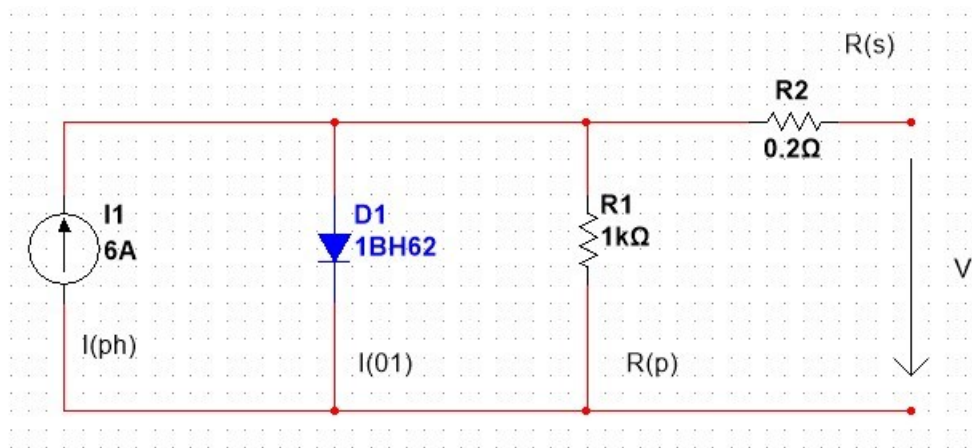 R(s)
R2
0.2Ω
I1
6A
D1
1BH62
R1
1kΩ
V
I(ph)
I(01)
R(p)